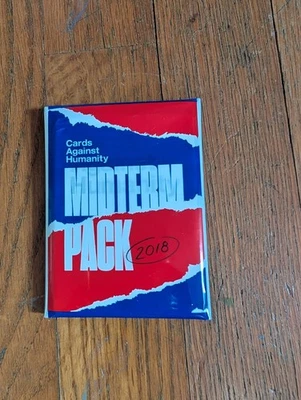 Cards
Against
Humanity
MIDTERM
PACK
2018